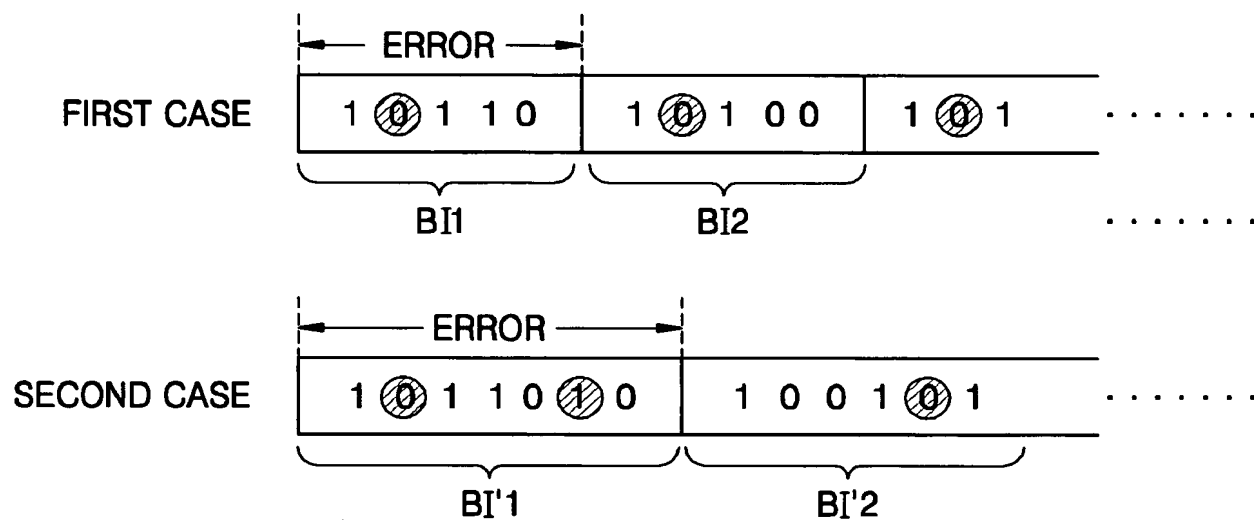 ERROR
FIRST CASE 1 0 1 1 0 1 0 1 0 0 1 0 1 . . . . . . .
BI1 BI2 . . . . . . .
ERROR
SECOND CASE 1 0 1 1 0 1 0 1 0 0 1 0 1 . . . . . . .
BI'1 BI'2